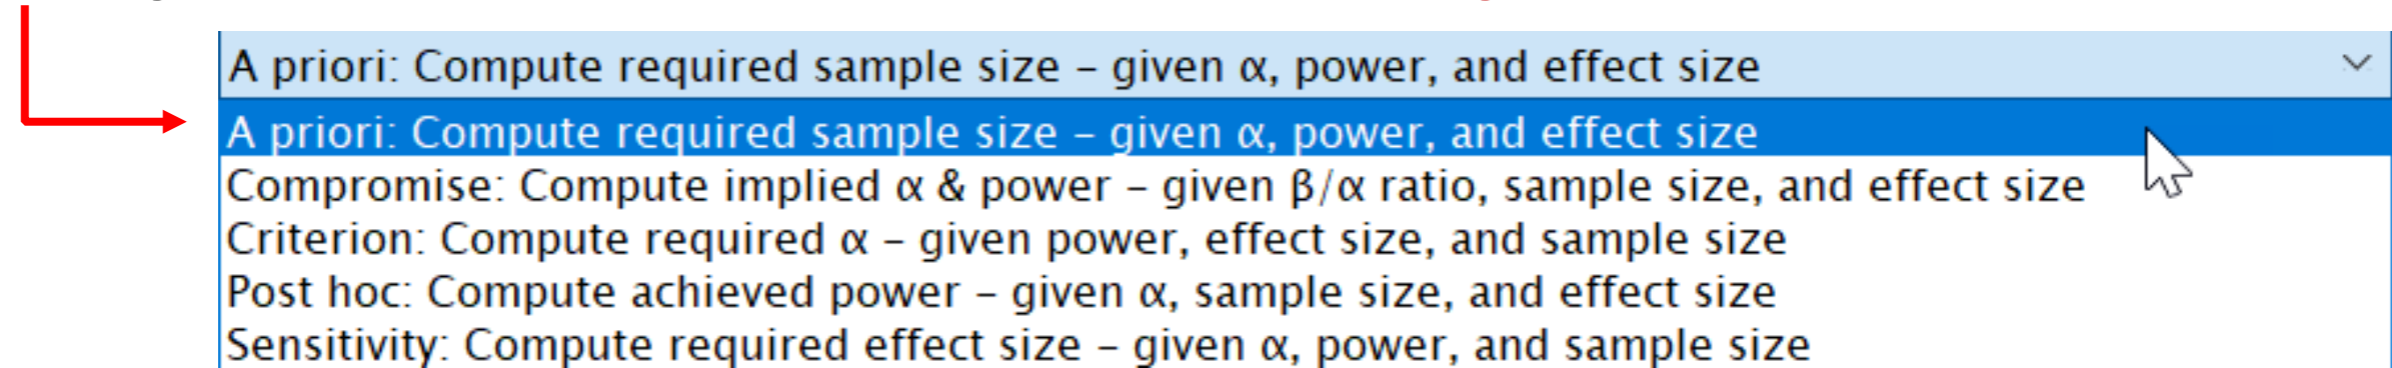 A priori: Compute required sample size – given α, power, and effect size
A priori: Compute required sample size – given α, power, and effect size
Compromise: Compute implied α & power – given β/α ratio, sample size, and effect size
Criterion: Compute required α – given power, effect size, and sample size
Post hoc: Compute achieved power – given α, sample size, and effect size
Sensitivity: Compute required effect size – given α, power, and sample size